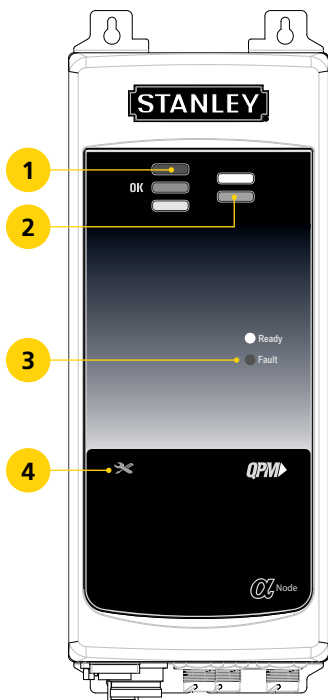 STANLEY
1
OK
2
Ready
3
Fault
4
QPM
α Node